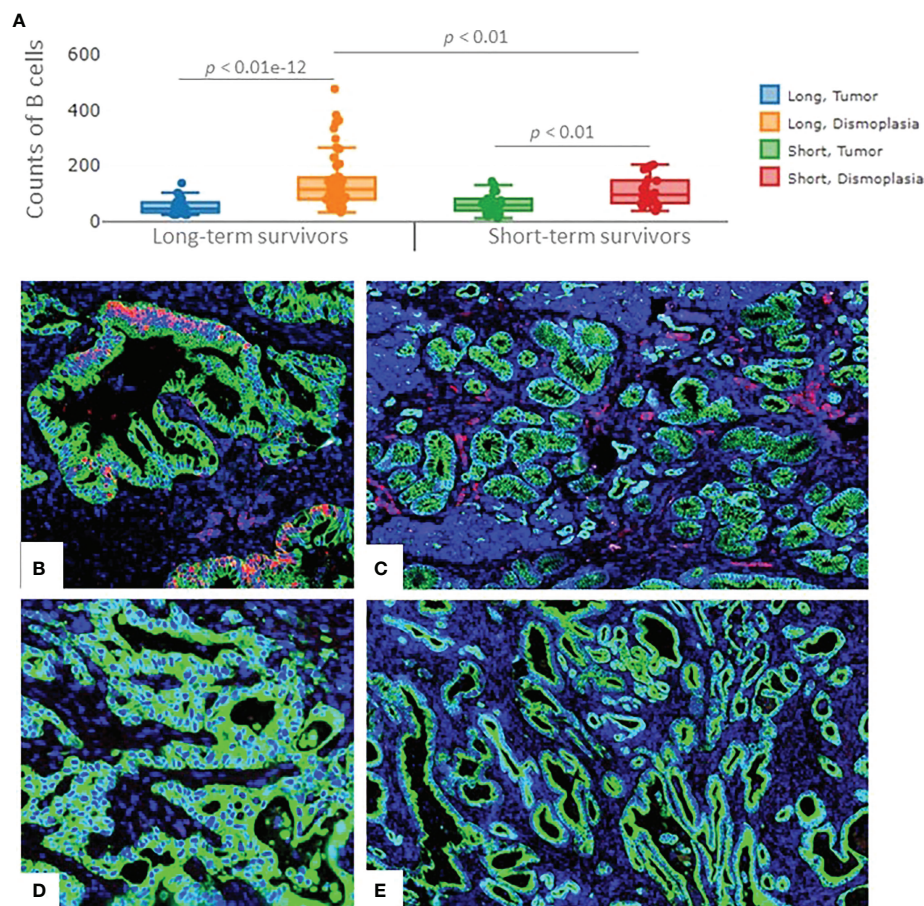 A
Counts of B cells
600
400
200
0
p < 0.01
p < 0.01e-12
p < 0.01
Long-term survivors
Short-term survivors
Long, Tumor
Long, Dismoplasia
Short, Tumor
Short, Dismoplasia
B
C
D
E